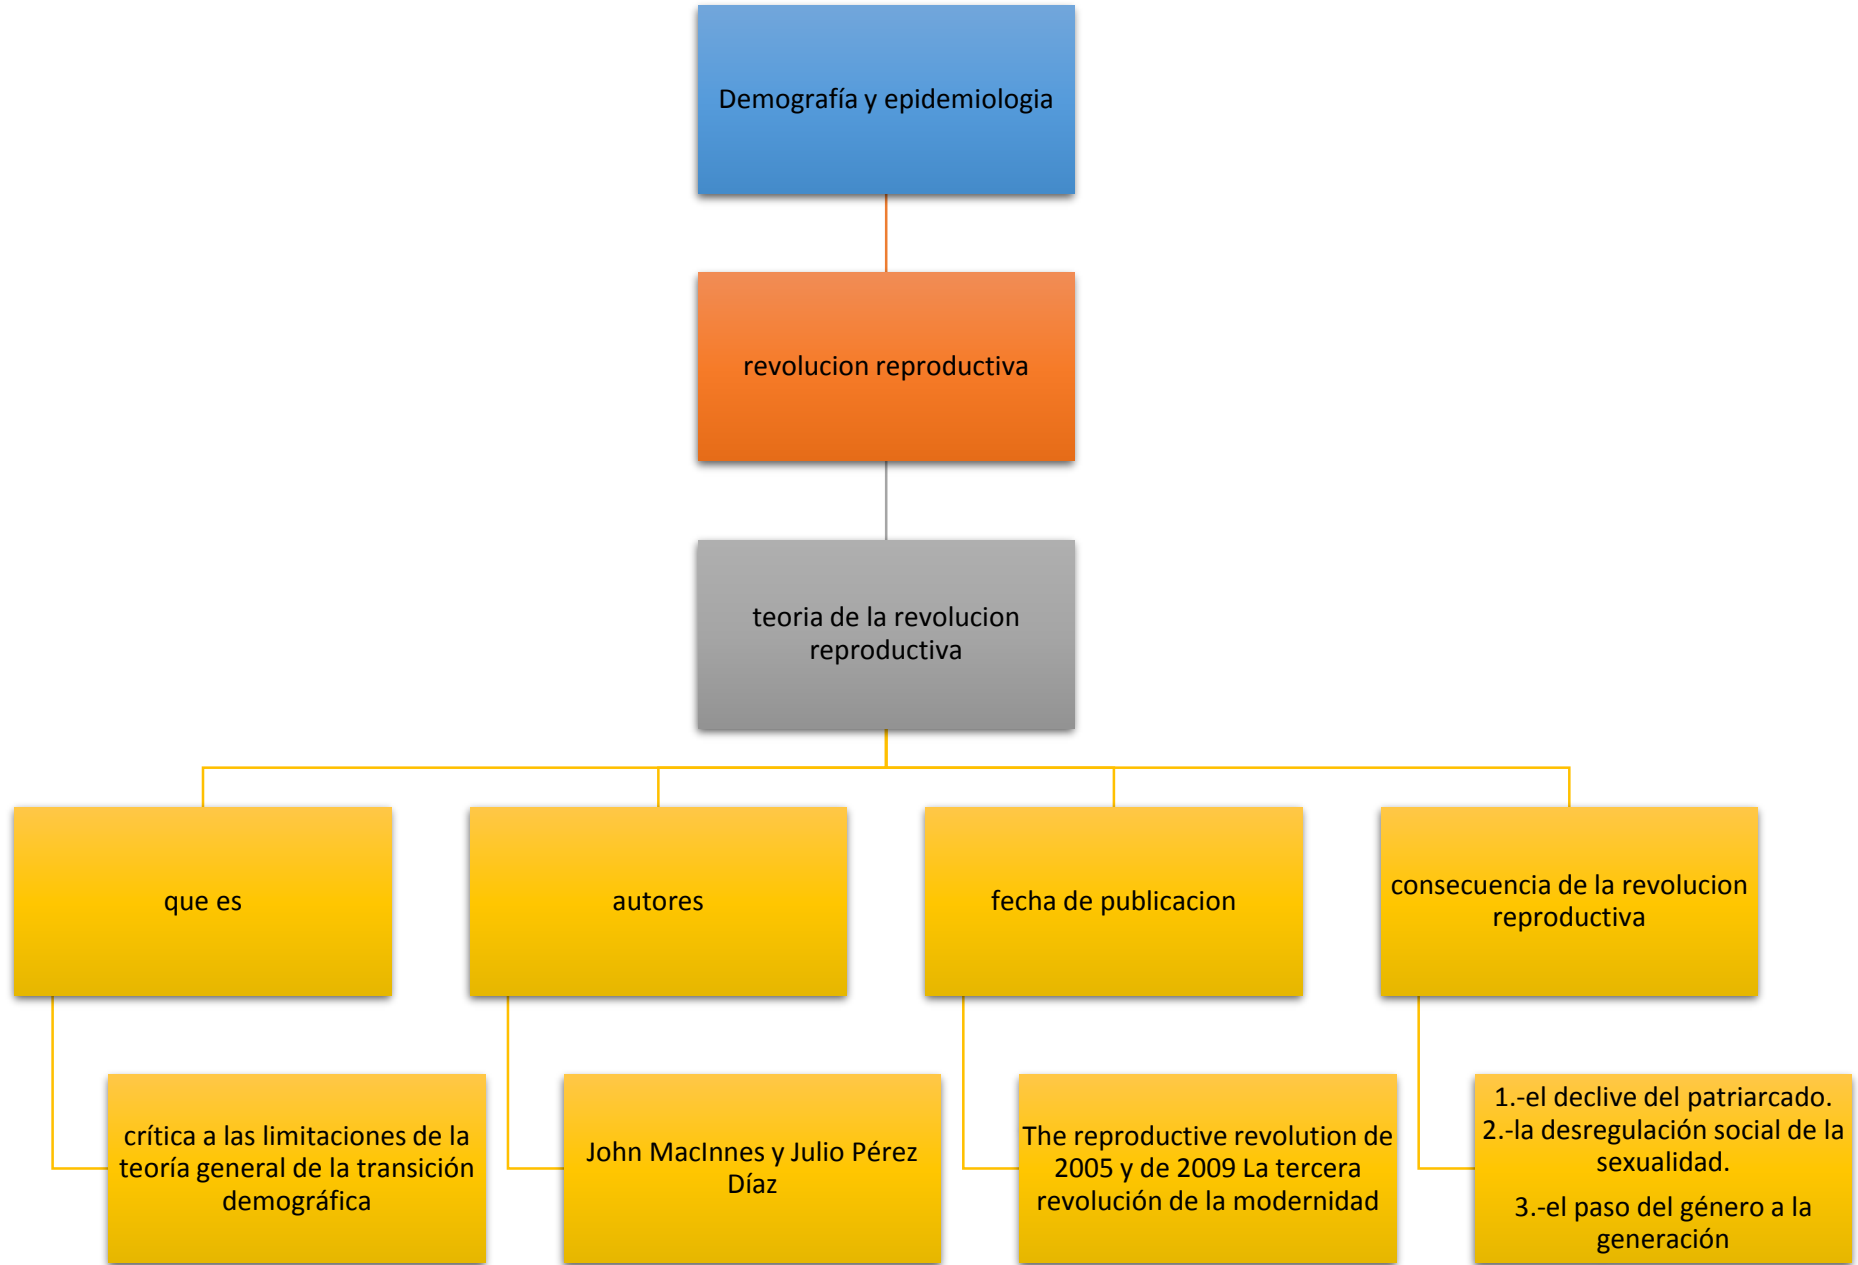 Demografía y epidemiologia
revolucion reproductiva
teoria de la revolucion
reproductiva
que es
autores
fecha de publicacion
consecuencia de la revolucion
reproductiva
crítica a las limitaciones de la
teoría general de la transición
demográfica
John MacInnes y Julio Pérez
Díaz
The reproductive revolution de
2005 y de 2009 La tercera
revolución de la modernidad
1.-el declive del patriarcado.
2.-la desregulación social de la
sexualidad.
3.-el paso del género a la
generación